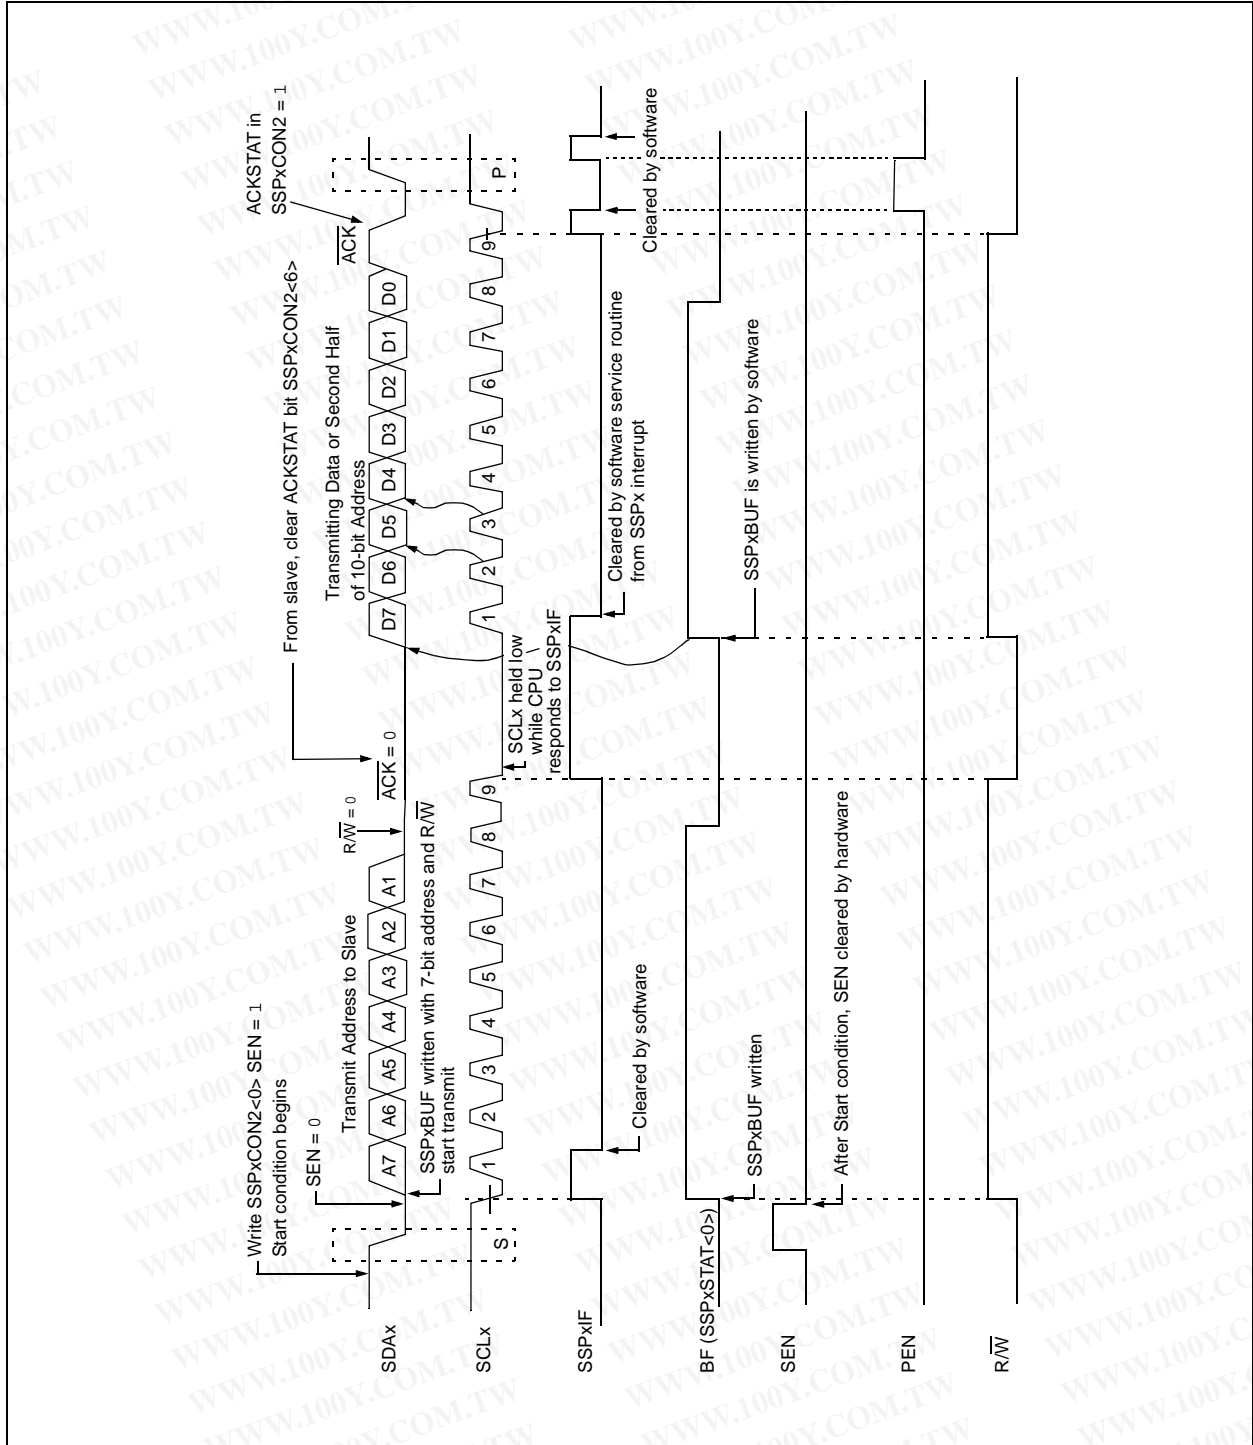 Write SSPxCON2<0> SEN = 1
Start condition begins
SEN = 0
From slave, clear ACKSTAT bit SSPxCON2<6>
ACKSTAT in
SSPxCON2 = 1
Transmit Address to Slave
R/W = 0
ACK = 0
Transmitting Data or Second Half
of 10-bit Address
ACK
SDAx
A7 A6 A5 A4 A3 A2 A1
D7 D6 D5 D4 D3 D2 D1 D0
SSPxBUF written with 7-bit address and R/W
start transmit
SCLx
S
1 2 3 4 5 6 7 8 9
1 2 3 4 5 6 7 8 9
P
SCLx held low
while CPU
responds to SSPxIF
SSPxIF
Cleared by software
Cleared by software service routine
from SSPx interrupt
Cleared by software
BF (SSPxSTAT<0>)
SSPxBUF written
SSPxBUF is written by software
SEN
After Start condition, SEN cleared by hardware
PEN
R/W
WWW.100Y.COM.TW